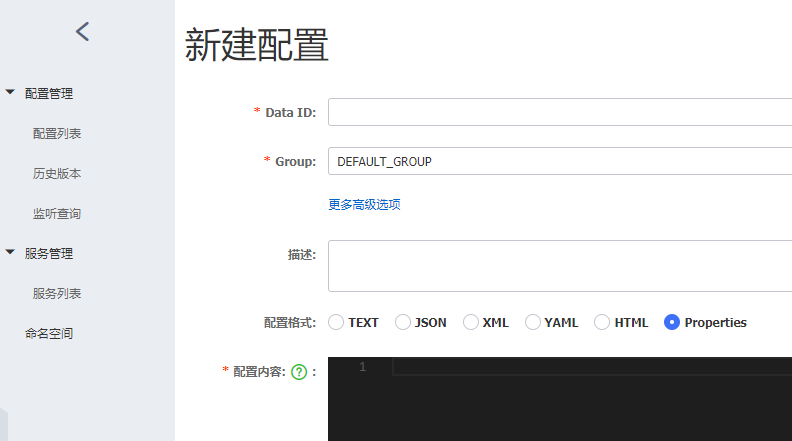 新建配置
配置管理
配置列表
历史版本
监听查询
服务管理
服务列表
命名空间
* Data ID:
* Group: DEFAULT_GROUP
更多高级选项
描述:
配置格式: TEXT JSON XML YAML HTML Properties
* 配置内容: ? :
1